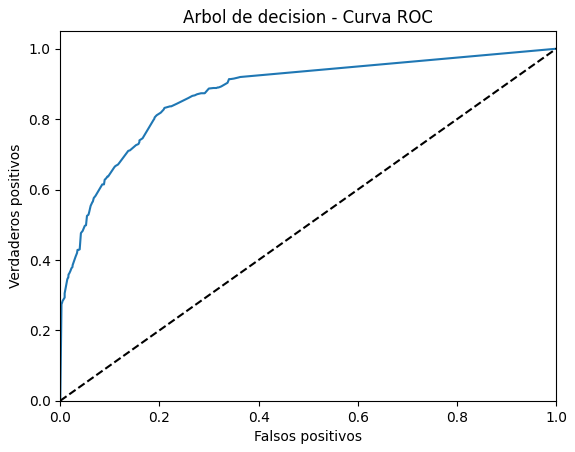 Arbol de decision - Curva ROC
1.0
0.8
0.6
0.4
0.2
0.0
Verdaderos positivos
0.0 0.2 0.4 0.6 0.8 1.0
Falsos positivos